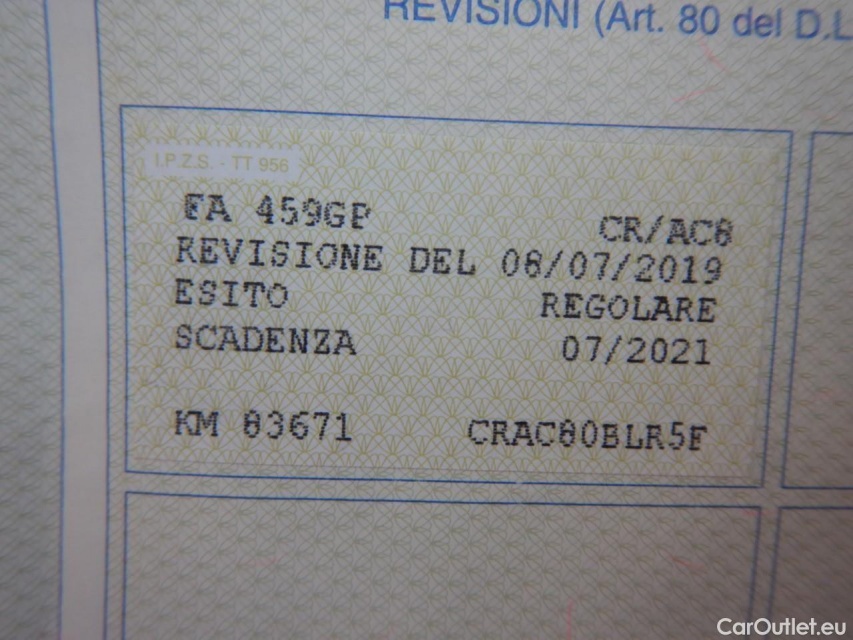 REVISIONI (Art. 80 del D.L
I.P.Z.S. - TT 956
FA 459GP CR/AC8
REVISIONE DEL 08/07/2019
ESITO REGOLARE
SCADENZA 07/2021
KM 83671 CRAC80BLR5F
CarOutlet.eu